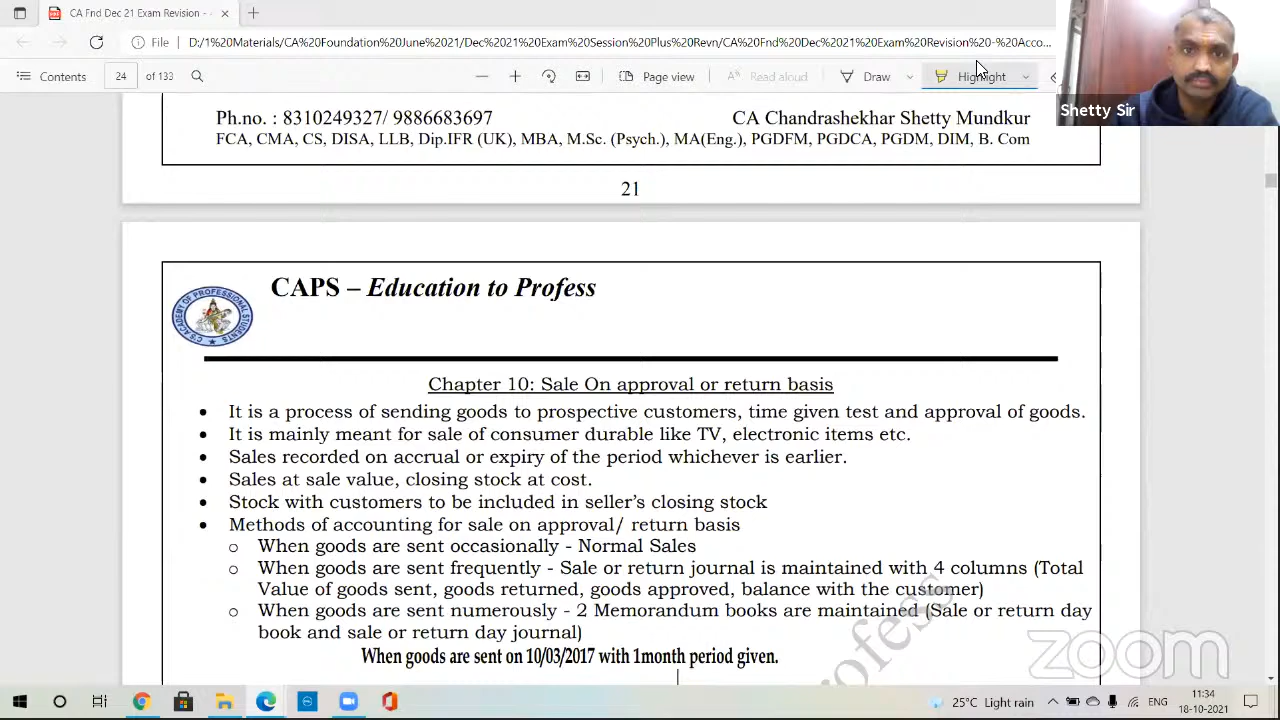 CA Fnd Dec 21 Exam Revision -
File
D:/1%20Materials/CA%20Foundation%20June%2021/Dec%2021%20Exam%20Session%20Plus%20Revn/CA%20Fnd%20Dec%2021%20Exam%20Revision%20-%20Acco...
Contents
24
of 133
Page view
Read aloud
Draw
Highlight
Shetty Sir
Ph.no. : 8310249327/ 9886683697
CA Chandrashekhar Shetty Mundkur
FCA, CMA, CS, DISA, LLB, Dip.IFR (UK), MBA, M.Sc. (Psych.), MA(Eng.), PGDFM, PGDCA, PGDM, DIM, B. Com
21
CAPS – Education to Profess
Chapter 10: Sale On approval or return basis
• It is a process of sending goods to prospective customers, time given test and approval of goods.
• It is mainly meant for sale of consumer durable like TV, electronic items etc.
• Sales recorded on accrual or expiry of the period whichever is earlier.
• Sales at sale value, closing stock at cost.
• Stock with customers to be included in seller's closing stock
• Methods of accounting for sale on approval/ return basis
o When goods are sent occasionally - Normal Sales
o When goods are sent frequently - Sale or return journal is maintained with 4 columns (Total
Value of goods sent, goods returned, goods approved, balance with the customer)
o When goods are sent numerously - 2 Memorandum books are maintained (Sale or return day
book and sale or return day journal)
When goods are sent on 10/03/2017 with 1month period given.
rofess
zoom
25°C Light rain
ENG
11:34
18-10-2021